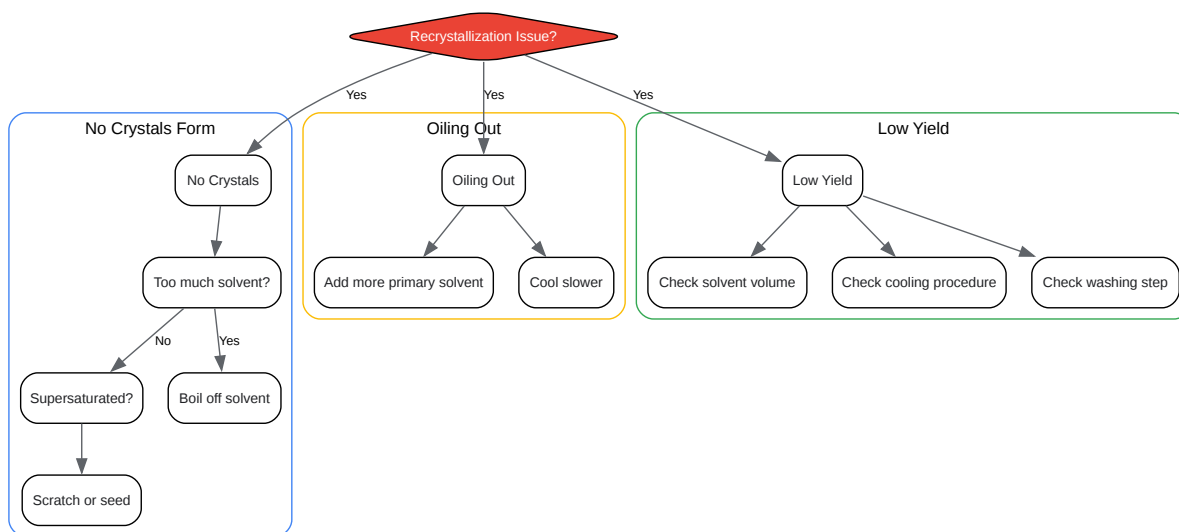 Recrystallization Issue?
Yes
Yes
Yes
No Crystals Form
Oiling Out
Low Yield
No Crystals
Oiling Out
Low Yield
Too much solvent?
Add more primary solvent
Cool slower
Check solvent volume
Check cooling procedure
Check washing step
No
Yes
Supersaturated?
Boil off solvent
Scratch or seed